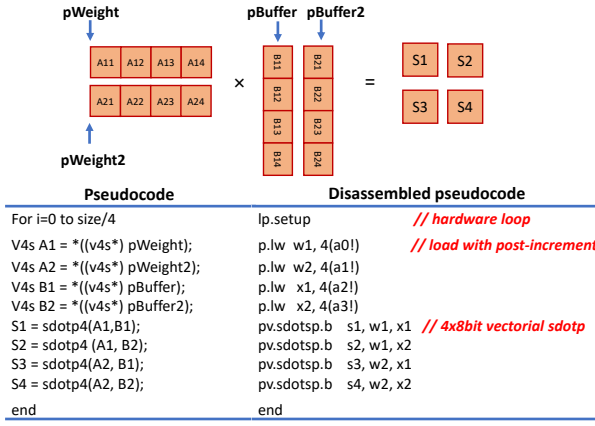 pWeight pBuffer pBuffer2
A11 A12 A13 A14
A21 A22 A23 A24
pWeight2
×
B11 B12 B13 B14
B21 B22 B23 B24
=
S1 S2
S3 S4
Pseudocode Disassembled pseudocode
For i=0 to size/4 lp.setup // hardware loop
V4s A1 = *((v4s*) pWeight); p.lw w1, 4(a0!) // load with post-increment
V4s A2 = *((v4s*) pWeight2); p.lw w2, 4(a1!)
V4s B1 = *((v4s*) pBuffer); p.lw x1, 4(a2!)
V4s B2 = *((v4s*) pBuffer2); p.lw x2, 4(a3!)
S1 = sdotp4(A1,B1); pv.sdotsp.b s1, w1, x1 // 4x8bit vectorial sdotp
S2 = sdotp4 (A1, B2); pv.sdotsp.b s2, w1, x2
S3 = sdotp4(A2, B1); pv.sdotsp.b s3, w2, x1
S4 = sdotp4(A2, B2); pv.sdotsp.b s4, w2, x2
end end